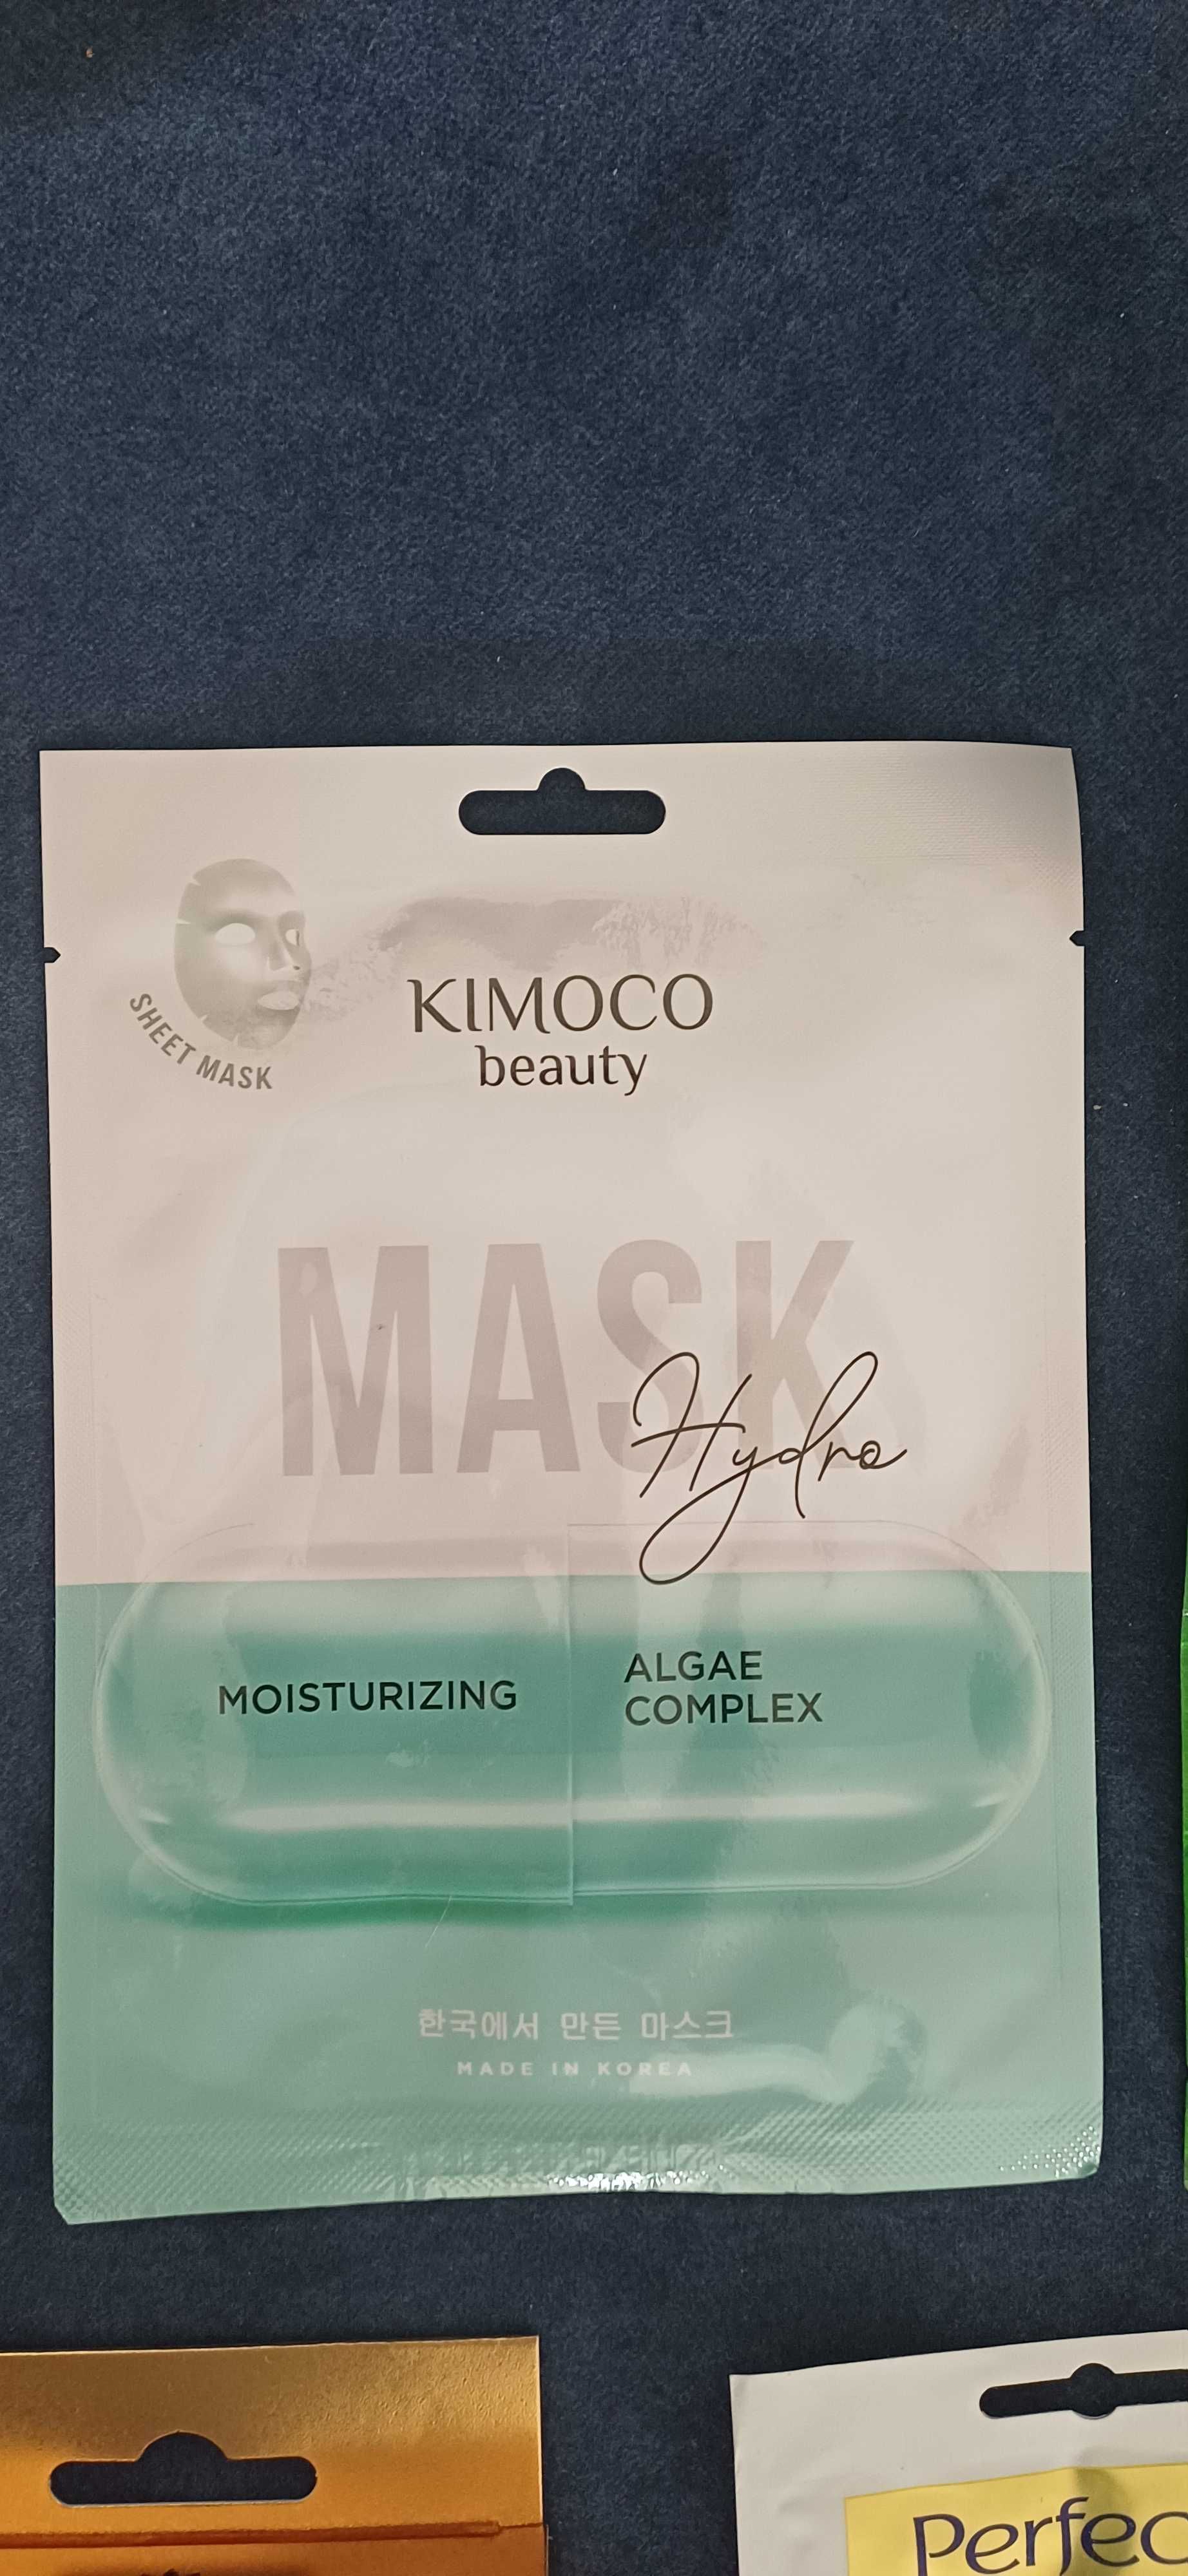 SHEET MASK
KIMOCO
beauty
MASK
Hydro
MOISTURIZING
ALGAE
COMPLEX
한국에서 만든 마스크
MADE IN KOREA
Perfec